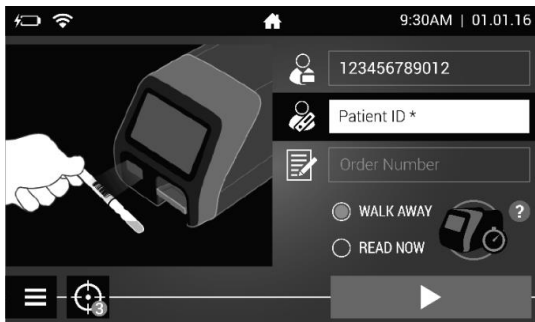 9:30AM | 01.01.16
123456789012
Patient ID *
Order Number
WALK AWAY
?
READ NOW
3